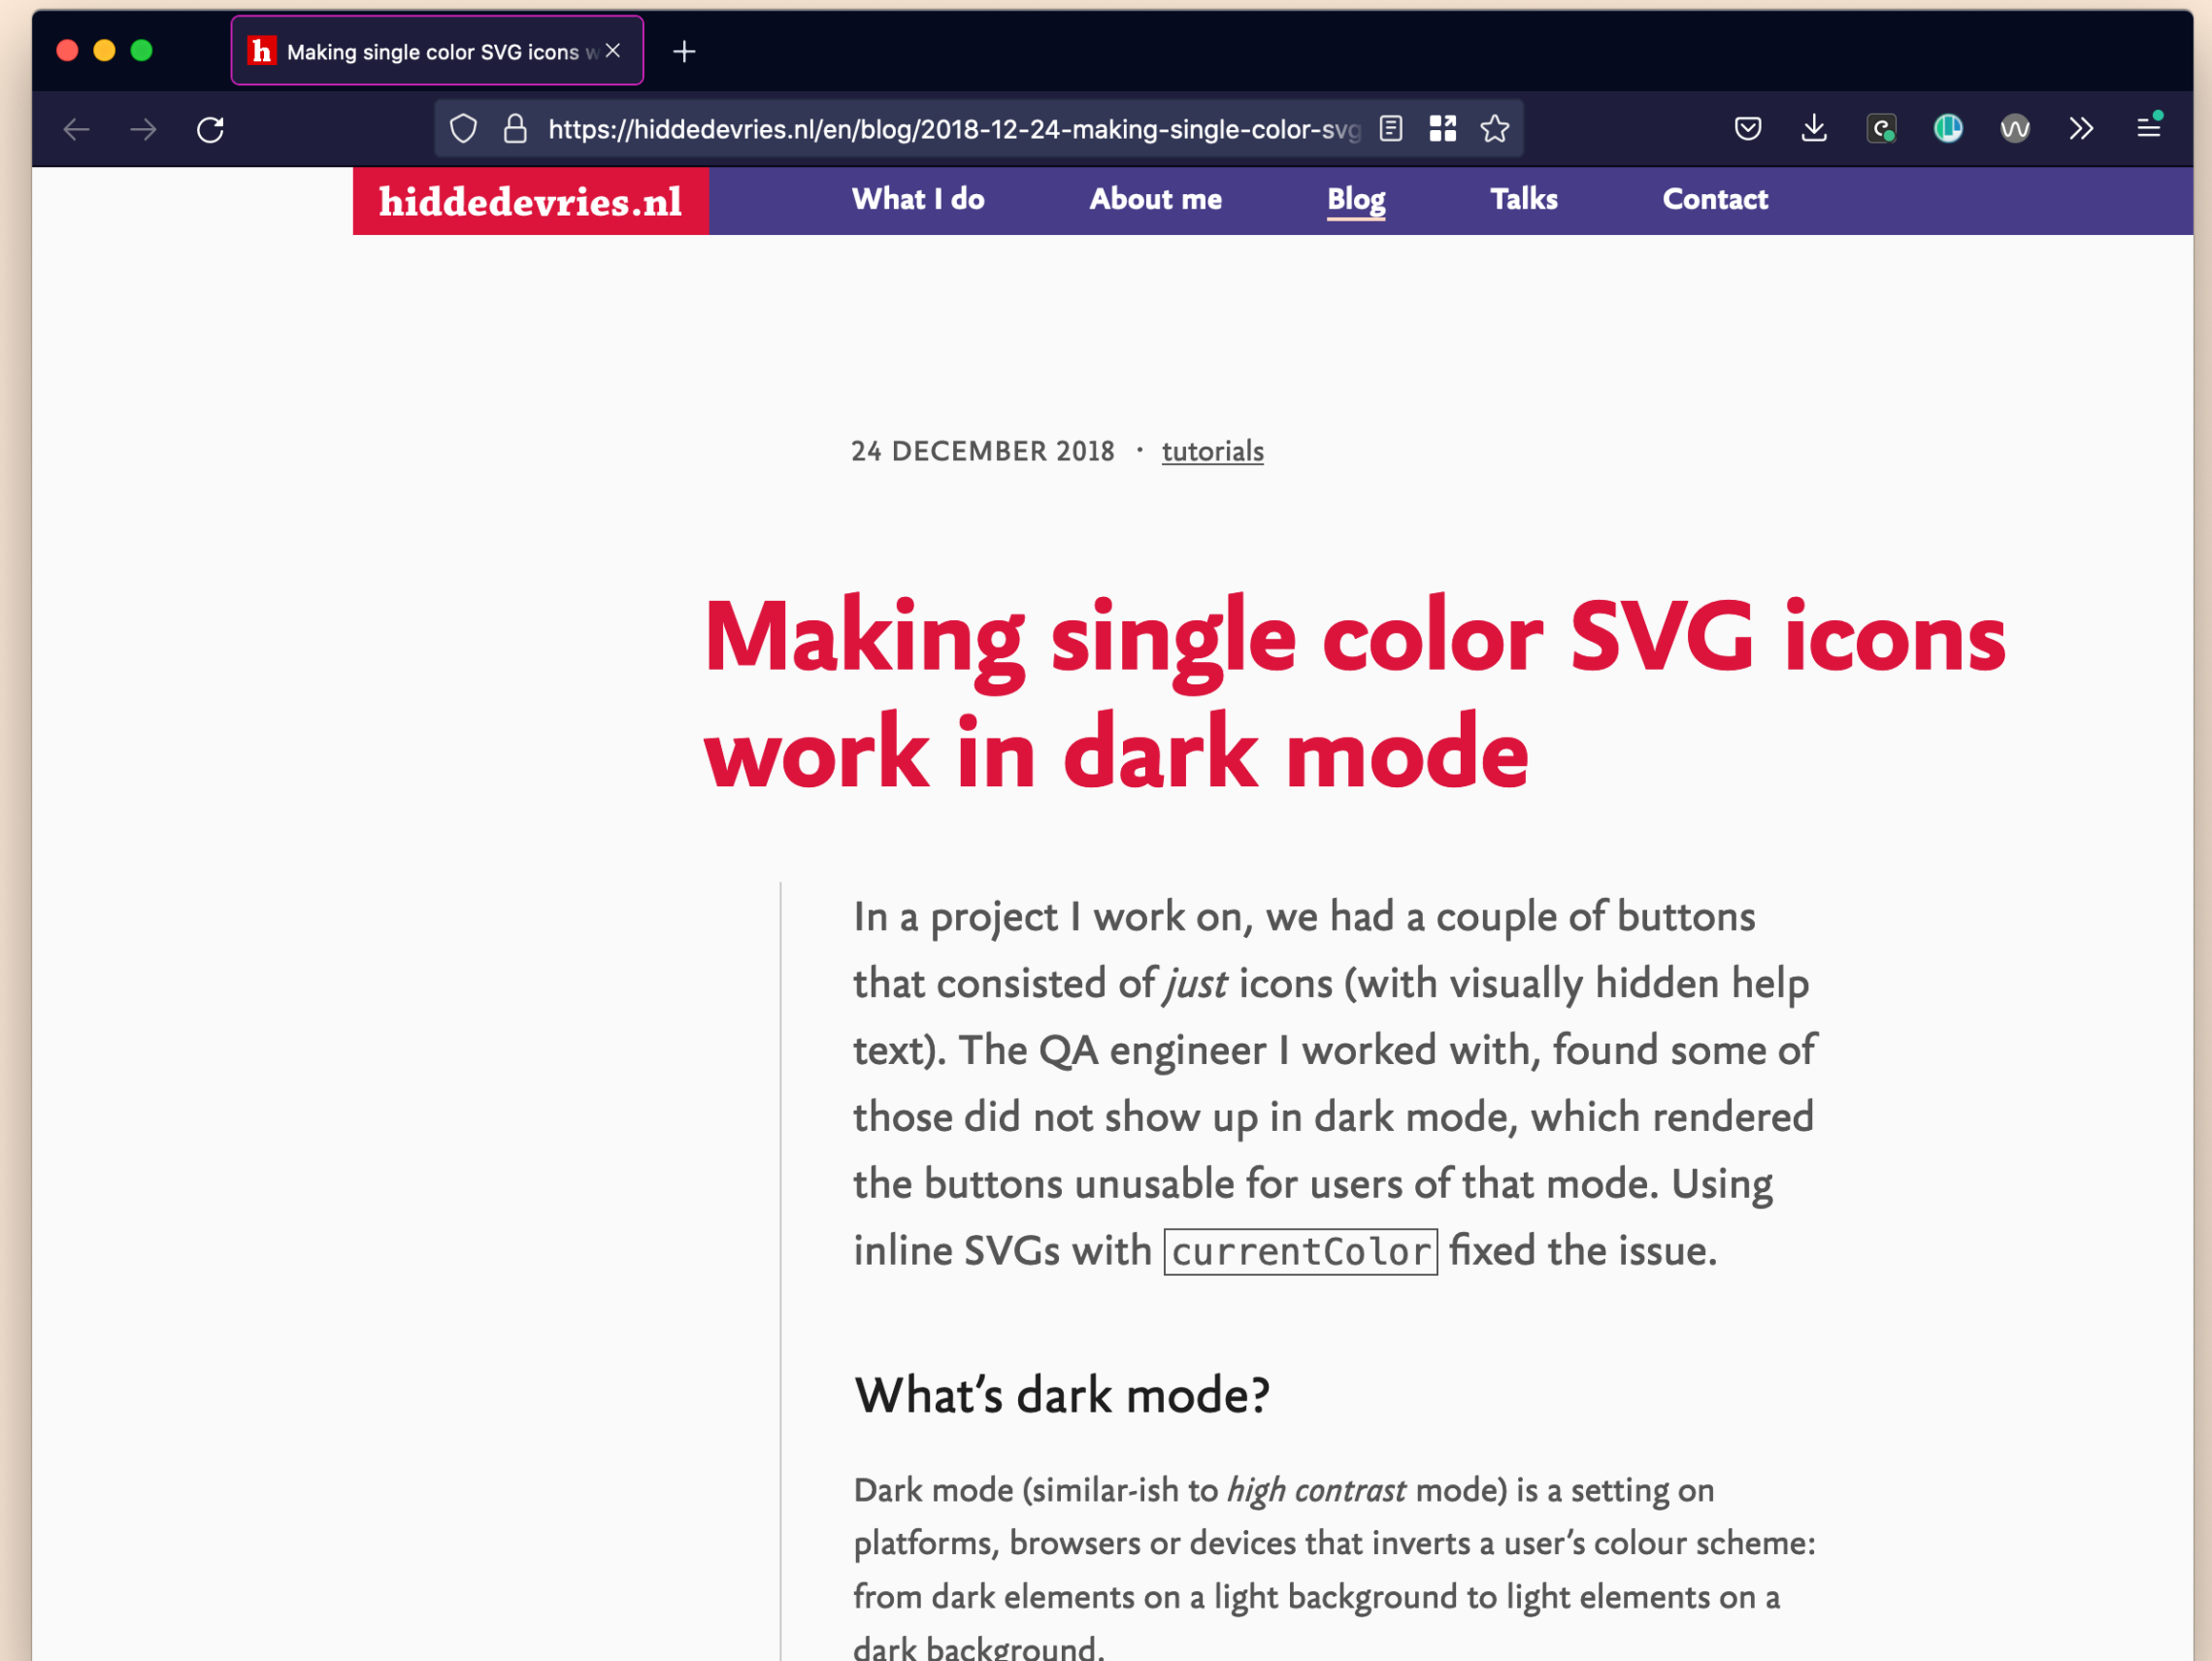 Making single color SVG icons w
https://hiddedevries.nl/en/blog/2018-12-24-making-single-color-svg
hiddedevries.nl What I do About me Blog Talks Contact
24 DECEMBER 2018 · tutorials
Making single color SVG icons
work in dark mode
In a project I work on, we had a couple of buttons
that consisted of just icons (with visually hidden help
text). The QA engineer I worked with, found some of
those did not show up in dark mode, which rendered
the buttons unusable for users of that mode. Using
inline SVGs with currentColor fixed the issue.
What’s dark mode?
Dark mode (similar-ish to high contrast mode) is a setting on
platforms, browsers or devices that inverts a user’s colour scheme:
from dark elements on a light background to light elements on a
dark background.